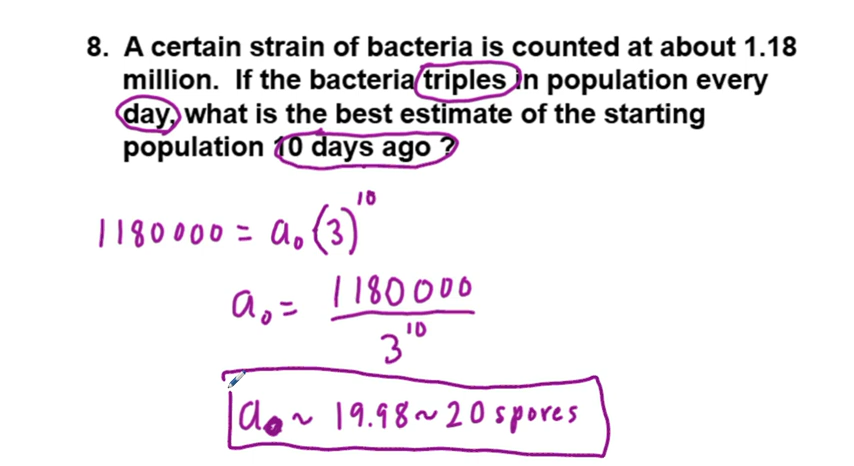 8. A certain strain of bacteria is counted at about 1.18
million. If the bacteria triples in population every
day, what is the best estimate of the starting
population 10 days ago ?
1180000 = a₀(3)¹⁰
a₀ = 1180000 / 3¹⁰
a₀ ~ 19.98 ~ 20 spores